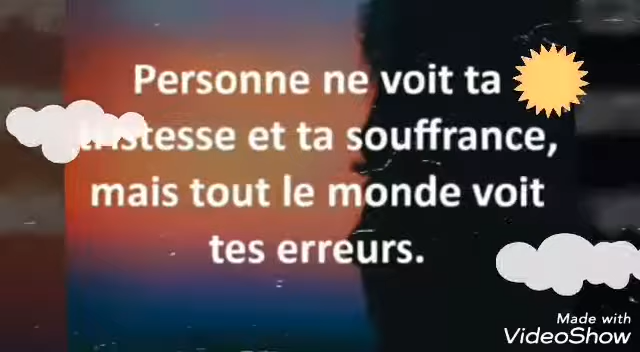 Personne ne voit ta
tristesse et ta souffrance,
mais tout le monde voit
tes erreurs.
Made with
VideoShow